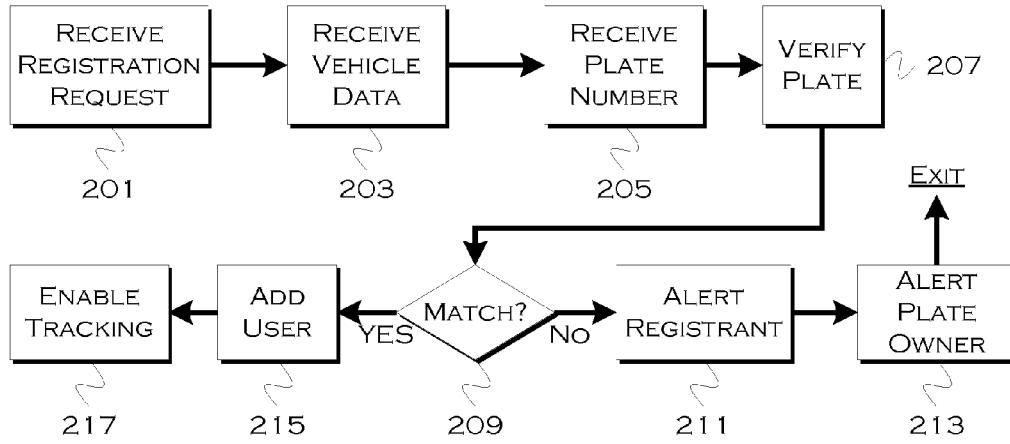 RECEIVE
REGISTRATION
REQUEST
RECEIVE
VEHICLE
DATA
RECEIVE
PLATE
NUMBER
VERIFY
PLATE
207
201
203
205
EXIT
ENABLE
TRACKING
ADD
USER
YES
MATCH?
NO
ALERT
REGISTRANT
ALERT
PLATE
OWNER
217
215
209
211
213